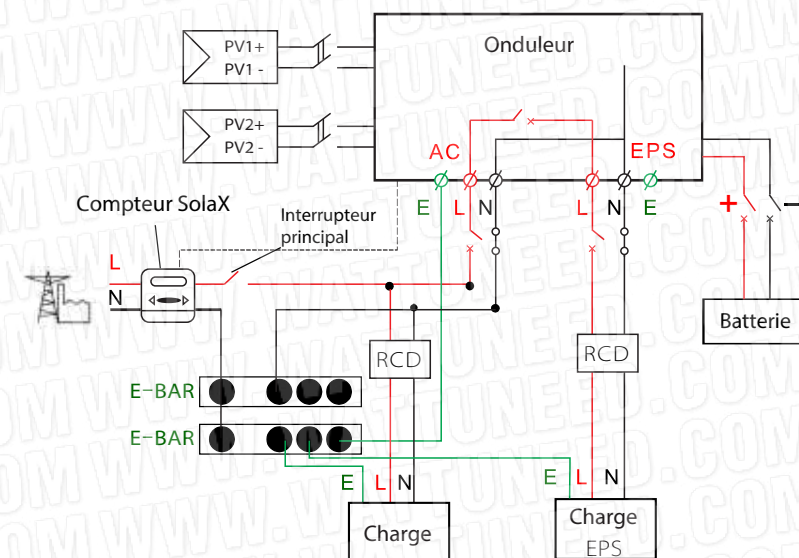 PV1+
PV1 -
PV2+
PV2 -
Onduleur
AC
EPS
E
L
N
L
N
E
+
-
Compteur SolaX
Interrupteur
principal
L
N
Batterie
RCD
RCD
E-BAR
E-BAR
E
L
N
E
L
N
Charge
Charge
EPS
WWW.WATTUNEED.COM